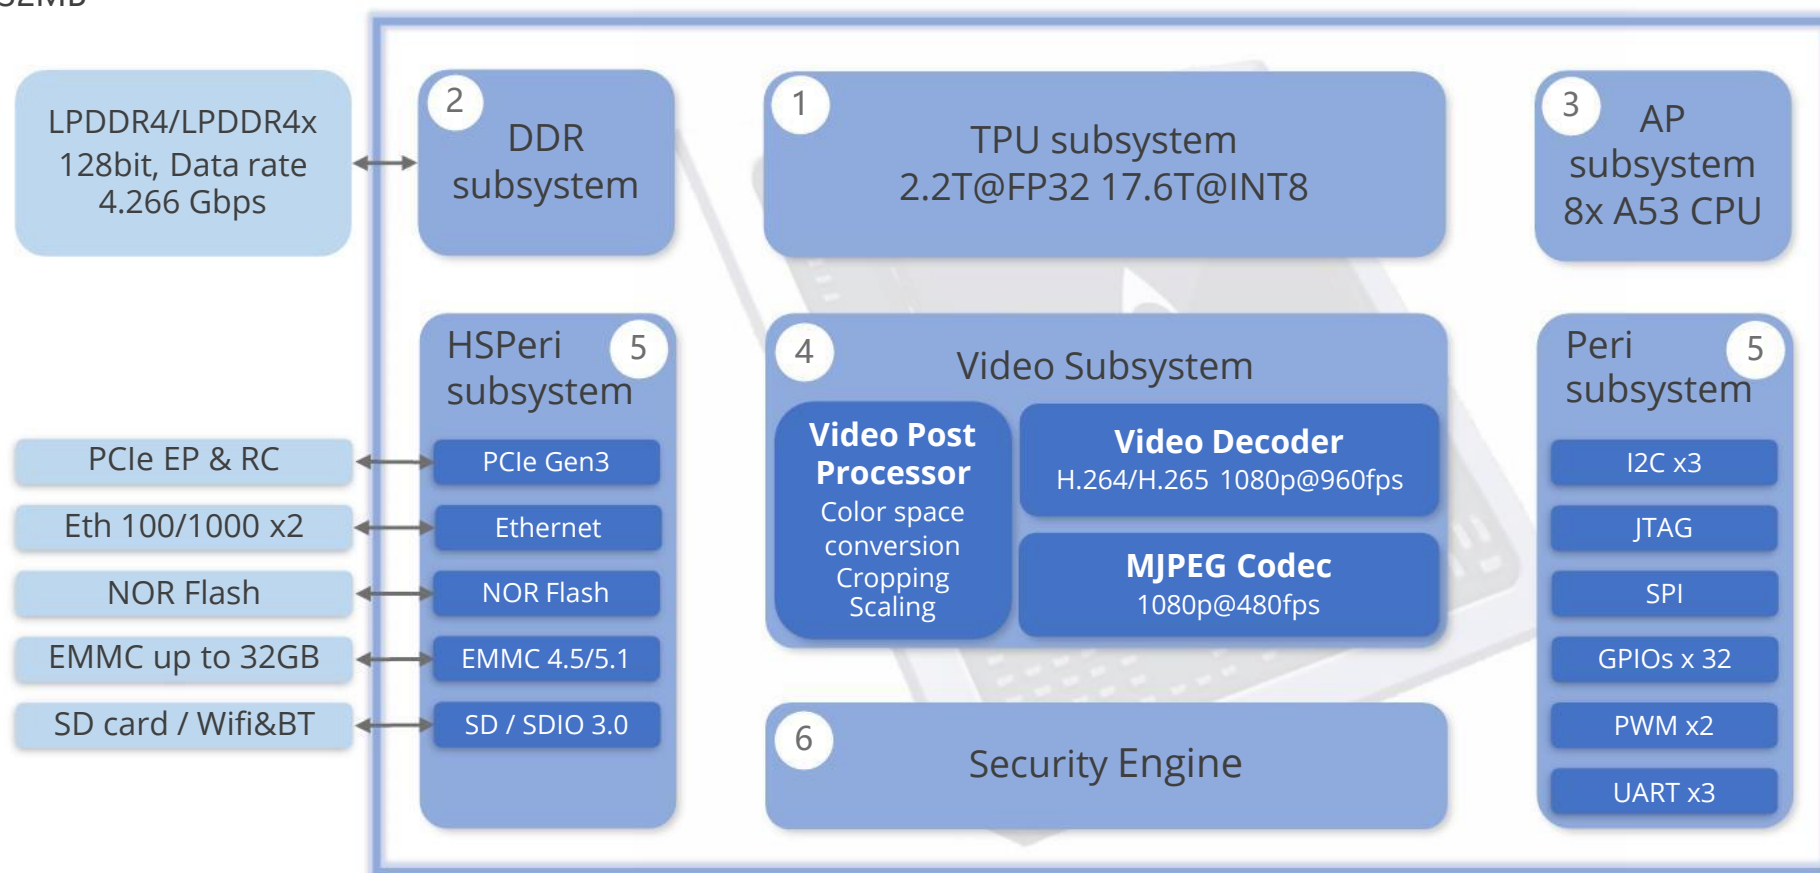 32MB
LPDDR4/LPDDR4x
128bit, Data rate
4.266 Gbps
2
DDR
subsystem
1
TPU subsystem
2.2T@FP32 17.6T@INT8
3
AP
subsystem
8x A53 CPU
HSPeri
subsystem
5
PCIe EP & RC
PCIe Gen3
Eth 100/1000 x2
Ethernet
NOR Flash
NOR Flash
EMMC up to 32GB
EMMC 4.5/5.1
SD card / Wifi&BT
SD / SDIO 3.0
4
Video Subsystem
Video Post
Processor
Color space
conversion
Cropping
Scaling
Video Decoder
H.264/H.265 1080p@960fps
MJPEG Codec
1080p@480fps
6
Security Engine
Peri
subsystem
5
I2C x3
JTAG
SPI
GPIOs x 32
PWM x2
UART x3